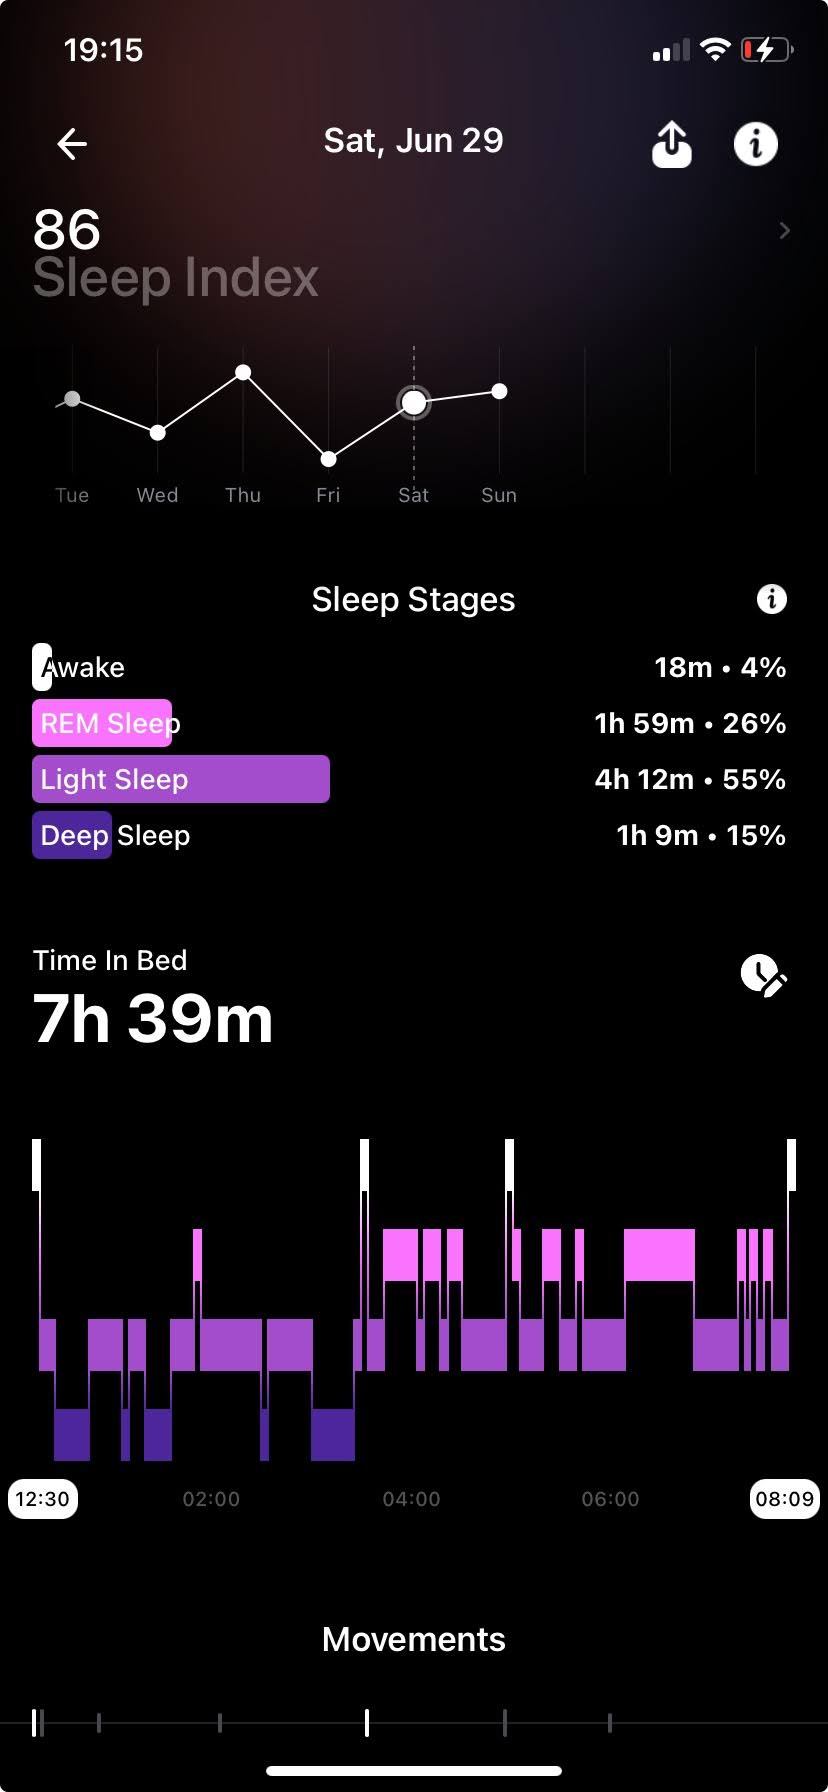 19:15
Sat, Jun 29
86
Sleep Index
Tue Wed Thu Fri Sat Sun
Sleep Stages
Awake 18m • 4%
REM Sleep 1h 59m • 26%
Light Sleep 4h 12m • 55%
Deep Sleep 1h 9m • 15%
Time In Bed
7h 39m
12:30 02:00 04:00 06:00 08:09
Movements